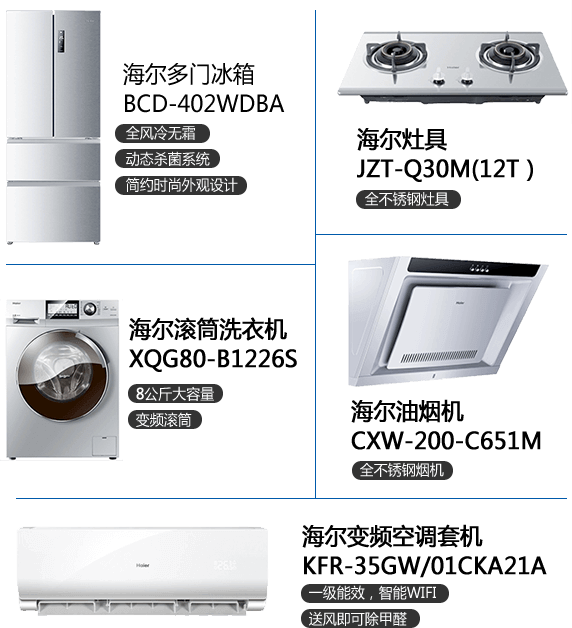 海尔多门冰箱
BCD-402WDBA
全风冷无霜
动态杀菌系统
简约时尚外观设计
海尔灶具
JZT-Q30M(12T )
全不锈钢灶具
海尔滚筒洗衣机
XQG80-B1226S
8公斤大容量
变频滚筒
海尔油烟机
CXW-200-C651M
全不锈钢烟机
Haier
海尔变频空调套机
KFR-35GW/01CKA21A
一级能效，智能WIFI
送风即可除甲醛